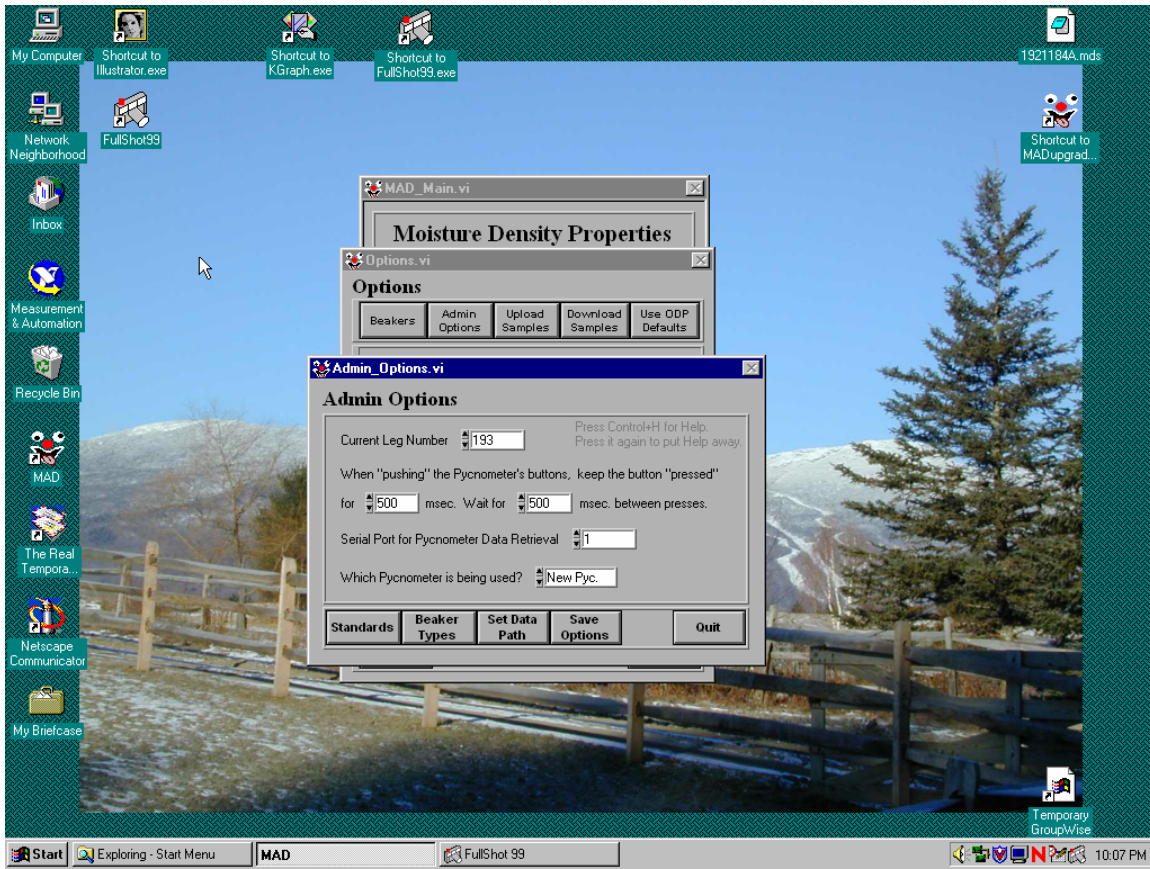 My Computer
Shortcut to
Illustrator.exe
Shortcut to
KGraph.exe
Shortcut to
FullShot99.exe
1921184A.mds
Network
Neighborhood
FullShot99
Shortcut to
MADupgrad...
Inbox
Measurement
& Automation
Recycle Bin
MAD
The Real
Tempora...
Netscape
Communicator
My Briefcase
Temporary
GroupWise
MAD_Main.vi
Moisture Density Properties
Options.vi
Options
Beakers
Admin
Options
Upload
Samples
Download
Samples
Use ODP
Defaults
Admin_Options.vi
Admin Options
Current Leg Number 193
Press Control+H for Help.
Press it again to put Help away.
When "pushing" the Pycnometer's buttons, keep the button "pressed"
for 500 msec. Wait for 500 msec. between presses.
Serial Port for Pycnometer Data Retrieval 1
Which Pycnometer is being used? New Pyc.
Standards
Beaker
Types
Set Data
Path
Save
Options
Quit
Start
Exploring - Start Menu
MAD
FullShot 99
10:07 PM